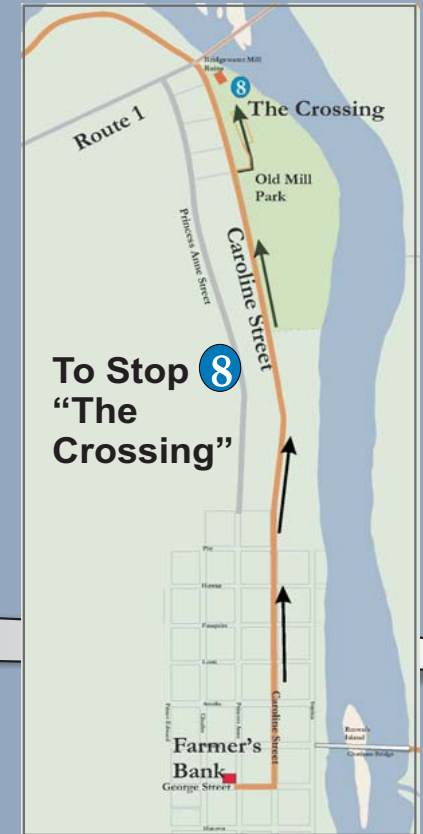 Bridgewater Mill
Ruins
8
The Crossing
Route 1
Old Mill
Park
Princess Anne Street
Caroline Street
To Stop 8
“The
Crossing”
Pitt
Hawke
Fauquier
Lewis
Amelia
Prince Edward
Charles
Princess Anne
Caroline Street
Sophia
Brown's
Island
Chatham Bridge
Farmer's
Bank
George Street
Hanover